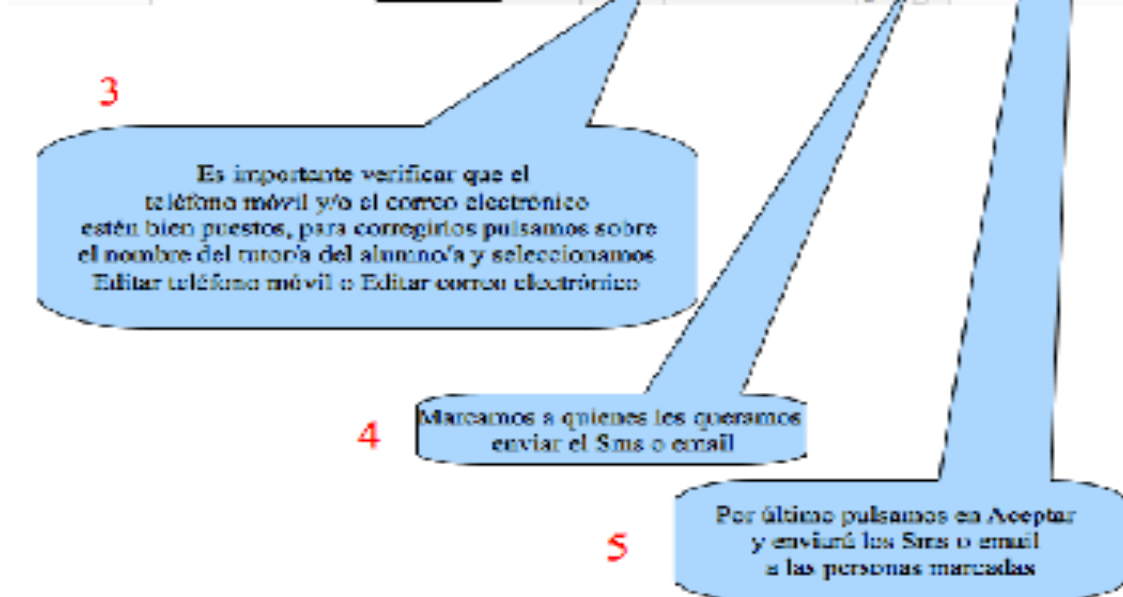 3
Es importante verificar que el
teléfono móvil y/o el correo electrónico
estén bien puestos, para corregirlos pulsamos sobre
el nombre del tutor/a del alumno/a y seleccionamos
Editar teléfono móvil o Editar correo electrónico
4
Marcamos a quienes les queramos
enviar el Sms o email
5
Por último pulsamos en Aceptar
y enviará los Sms o email
a las personas marcadas